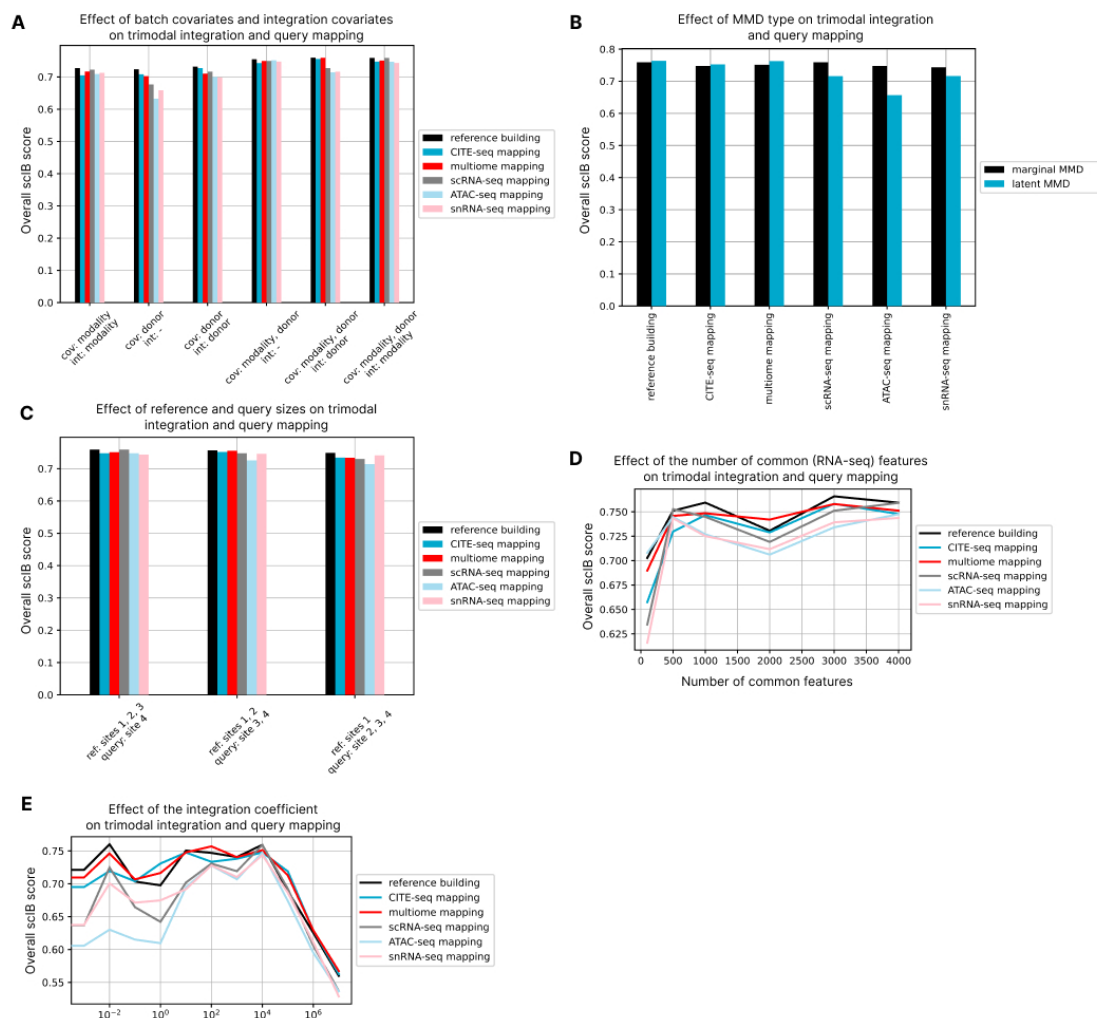 A
Effect of batch covariates and integration covariates
on trimodal integration and query mapping
Overall scIB score
0.7
0.6
0.5
0.4
0.3
0.2
0.1
0.0
cov: modality
int: modality
cov: donor
int: -
cov: donor
int: donor
cov: modality, donor
int: -
cov: modality, donor
int: donor
cov: modality, donor
int: modality
reference building
CITE-seq mapping
multiome mapping
scRNA-seq mapping
ATAC-seq mapping
snRNA-seq mapping
B
Effect of MMD type on trimodal integration
and query mapping
Overall scIB score
0.8
0.7
0.6
0.5
0.4
0.3
0.2
0.1
0.0
reference building
CITE-seq mapping
multiome mapping
scRNA-seq mapping
ATAC-seq mapping
snRNA-seq mapping
marginal MMD
latent MMD
C
Effect of reference and query sizes on trimodal
integration and query mapping
Overall scIB score
0.7
0.6
0.5
0.4
0.3
0.2
0.1
0.0
ref: sites 1, 2, 3
query: site 4
ref: sites 1, 2
query: site 3, 4
ref: sites 1
query: site 2, 3, 4
reference building
CITE-seq mapping
multiome mapping
scRNA-seq mapping
ATAC-seq mapping
snRNA-seq mapping
D
Effect of the number of common (RNA-seq) features
on trimodal integration and query mapping
Overall scIB score
0.750
0.725
0.700
0.675
0.650
0.625
0 500 1000 1500 2000 2500 3000 3500 4000
Number of common features
reference building
CITE-seq mapping
multiome mapping
scRNA-seq mapping
ATAC-seq mapping
snRNA-seq mapping
E
Effect of the integration coefficient
on trimodal integration and query mapping
Overall scIB score
0.75
0.70
0.65
0.60
0.55
10⁻² 10⁰ 10² 10⁴ 10⁶
reference building
CITE-seq mapping
multiome mapping
scRNA-seq mapping
ATAC-seq mapping
snRNA-seq mapping